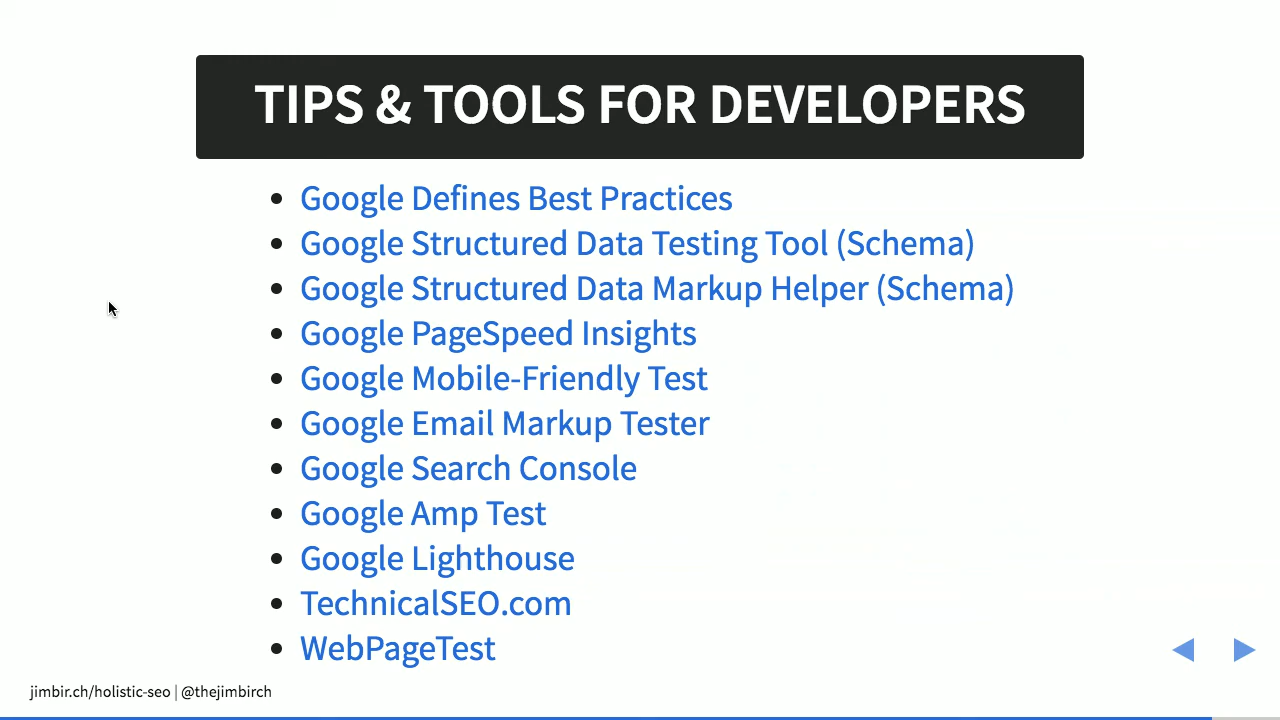 TIPS & TOOLS FOR DEVELOPERS
Google Defines Best Practices
Google Structured Data Testing Tool (Schema)
Google Structured Data Markup Helper (Schema)
Google PageSpeed Insights
Google Mobile-Friendly Test
Google Email Markup Tester
Google Search Console
Google Amp Test
Google Lighthouse
TechnicalSEO.com
WebPageTest
jimbir.ch/holistic-seo | @thejimbirch